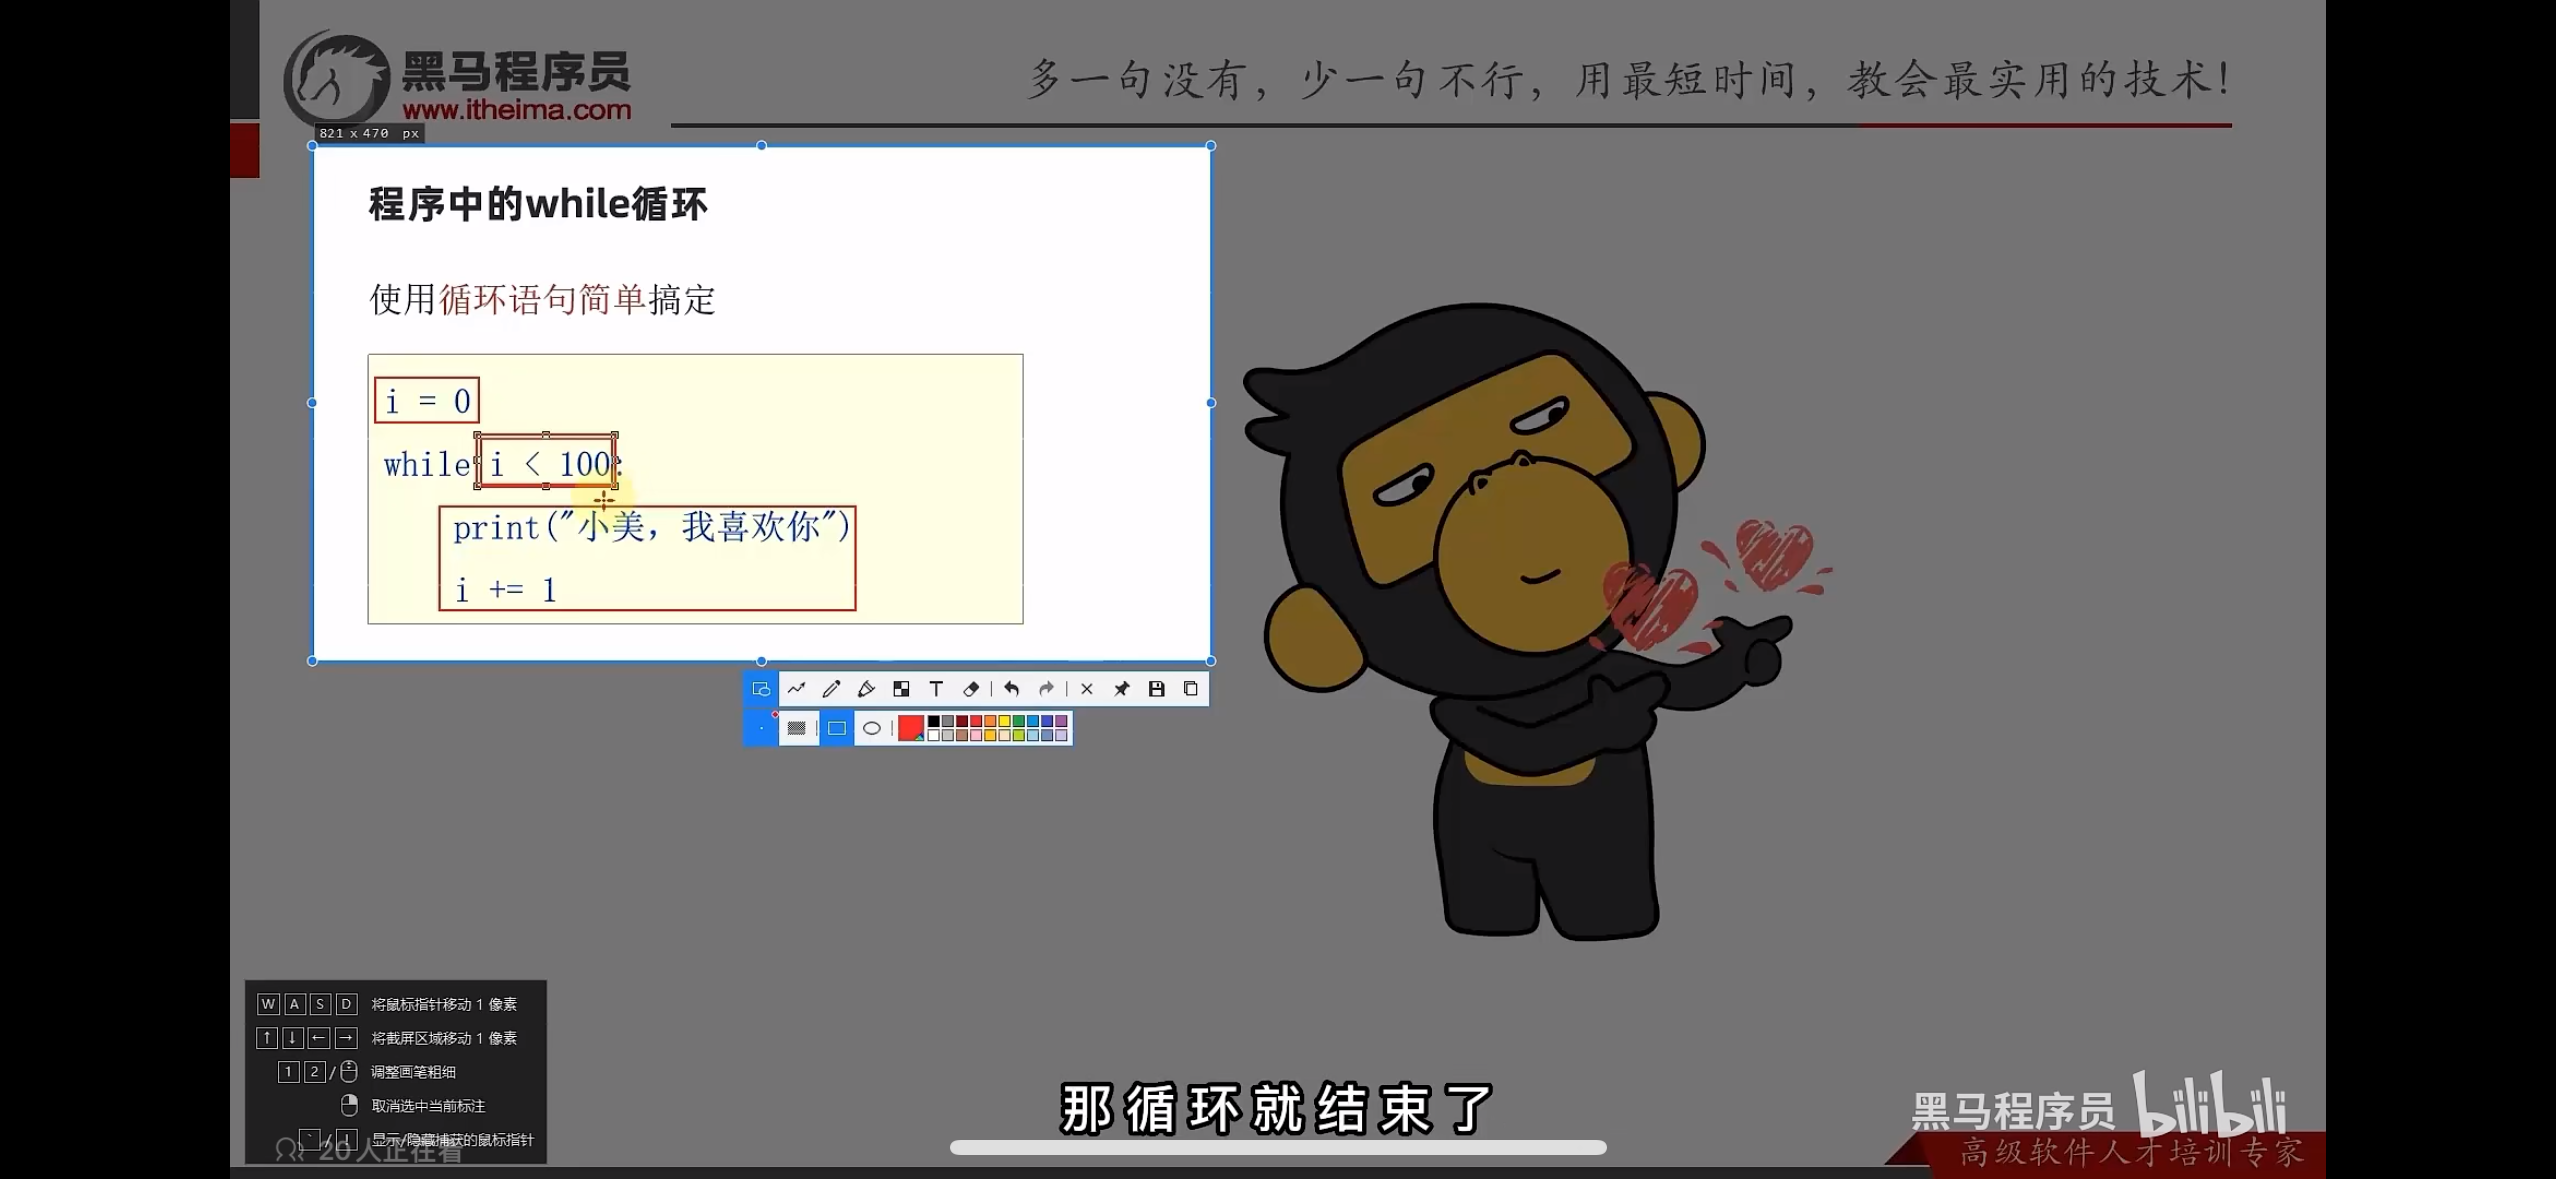 黑马程序员
www.itheima.com
多一句没有，少一句不行，用最短时间，教会最实用的技术！
821 x 470 px
程序中的while循环
使用循环语句简单搞定
i = 0
while i < 100:
print("小美，我喜欢你")
i += 1
T
W A S D 将鼠标指针移动 1 像素
↑ ↓ ← → 将截屏区域移动 1 像素
1 2 / 调整画笔粗细
取消选中当前标注
显示/隐藏捕获的鼠标指针
20人正在看
那循环就结束了
黑马程序员 bilibili
高级软件人才培训专家